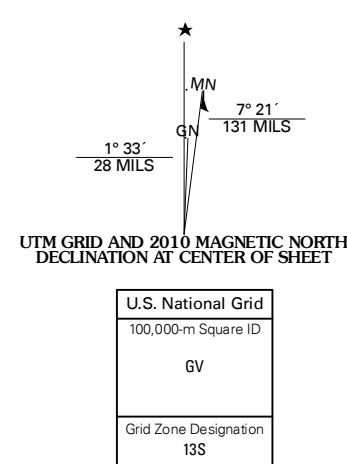 MN
GN
7° 21´
131 MILS
1° 33´
28 MILS
UTM GRID AND 2010 MAGNETIC NORTH
DECLINATION AT CENTER OF SHEET
U.S. National Grid
100,000-m Square ID
GV
Grid Zone Designation
13S